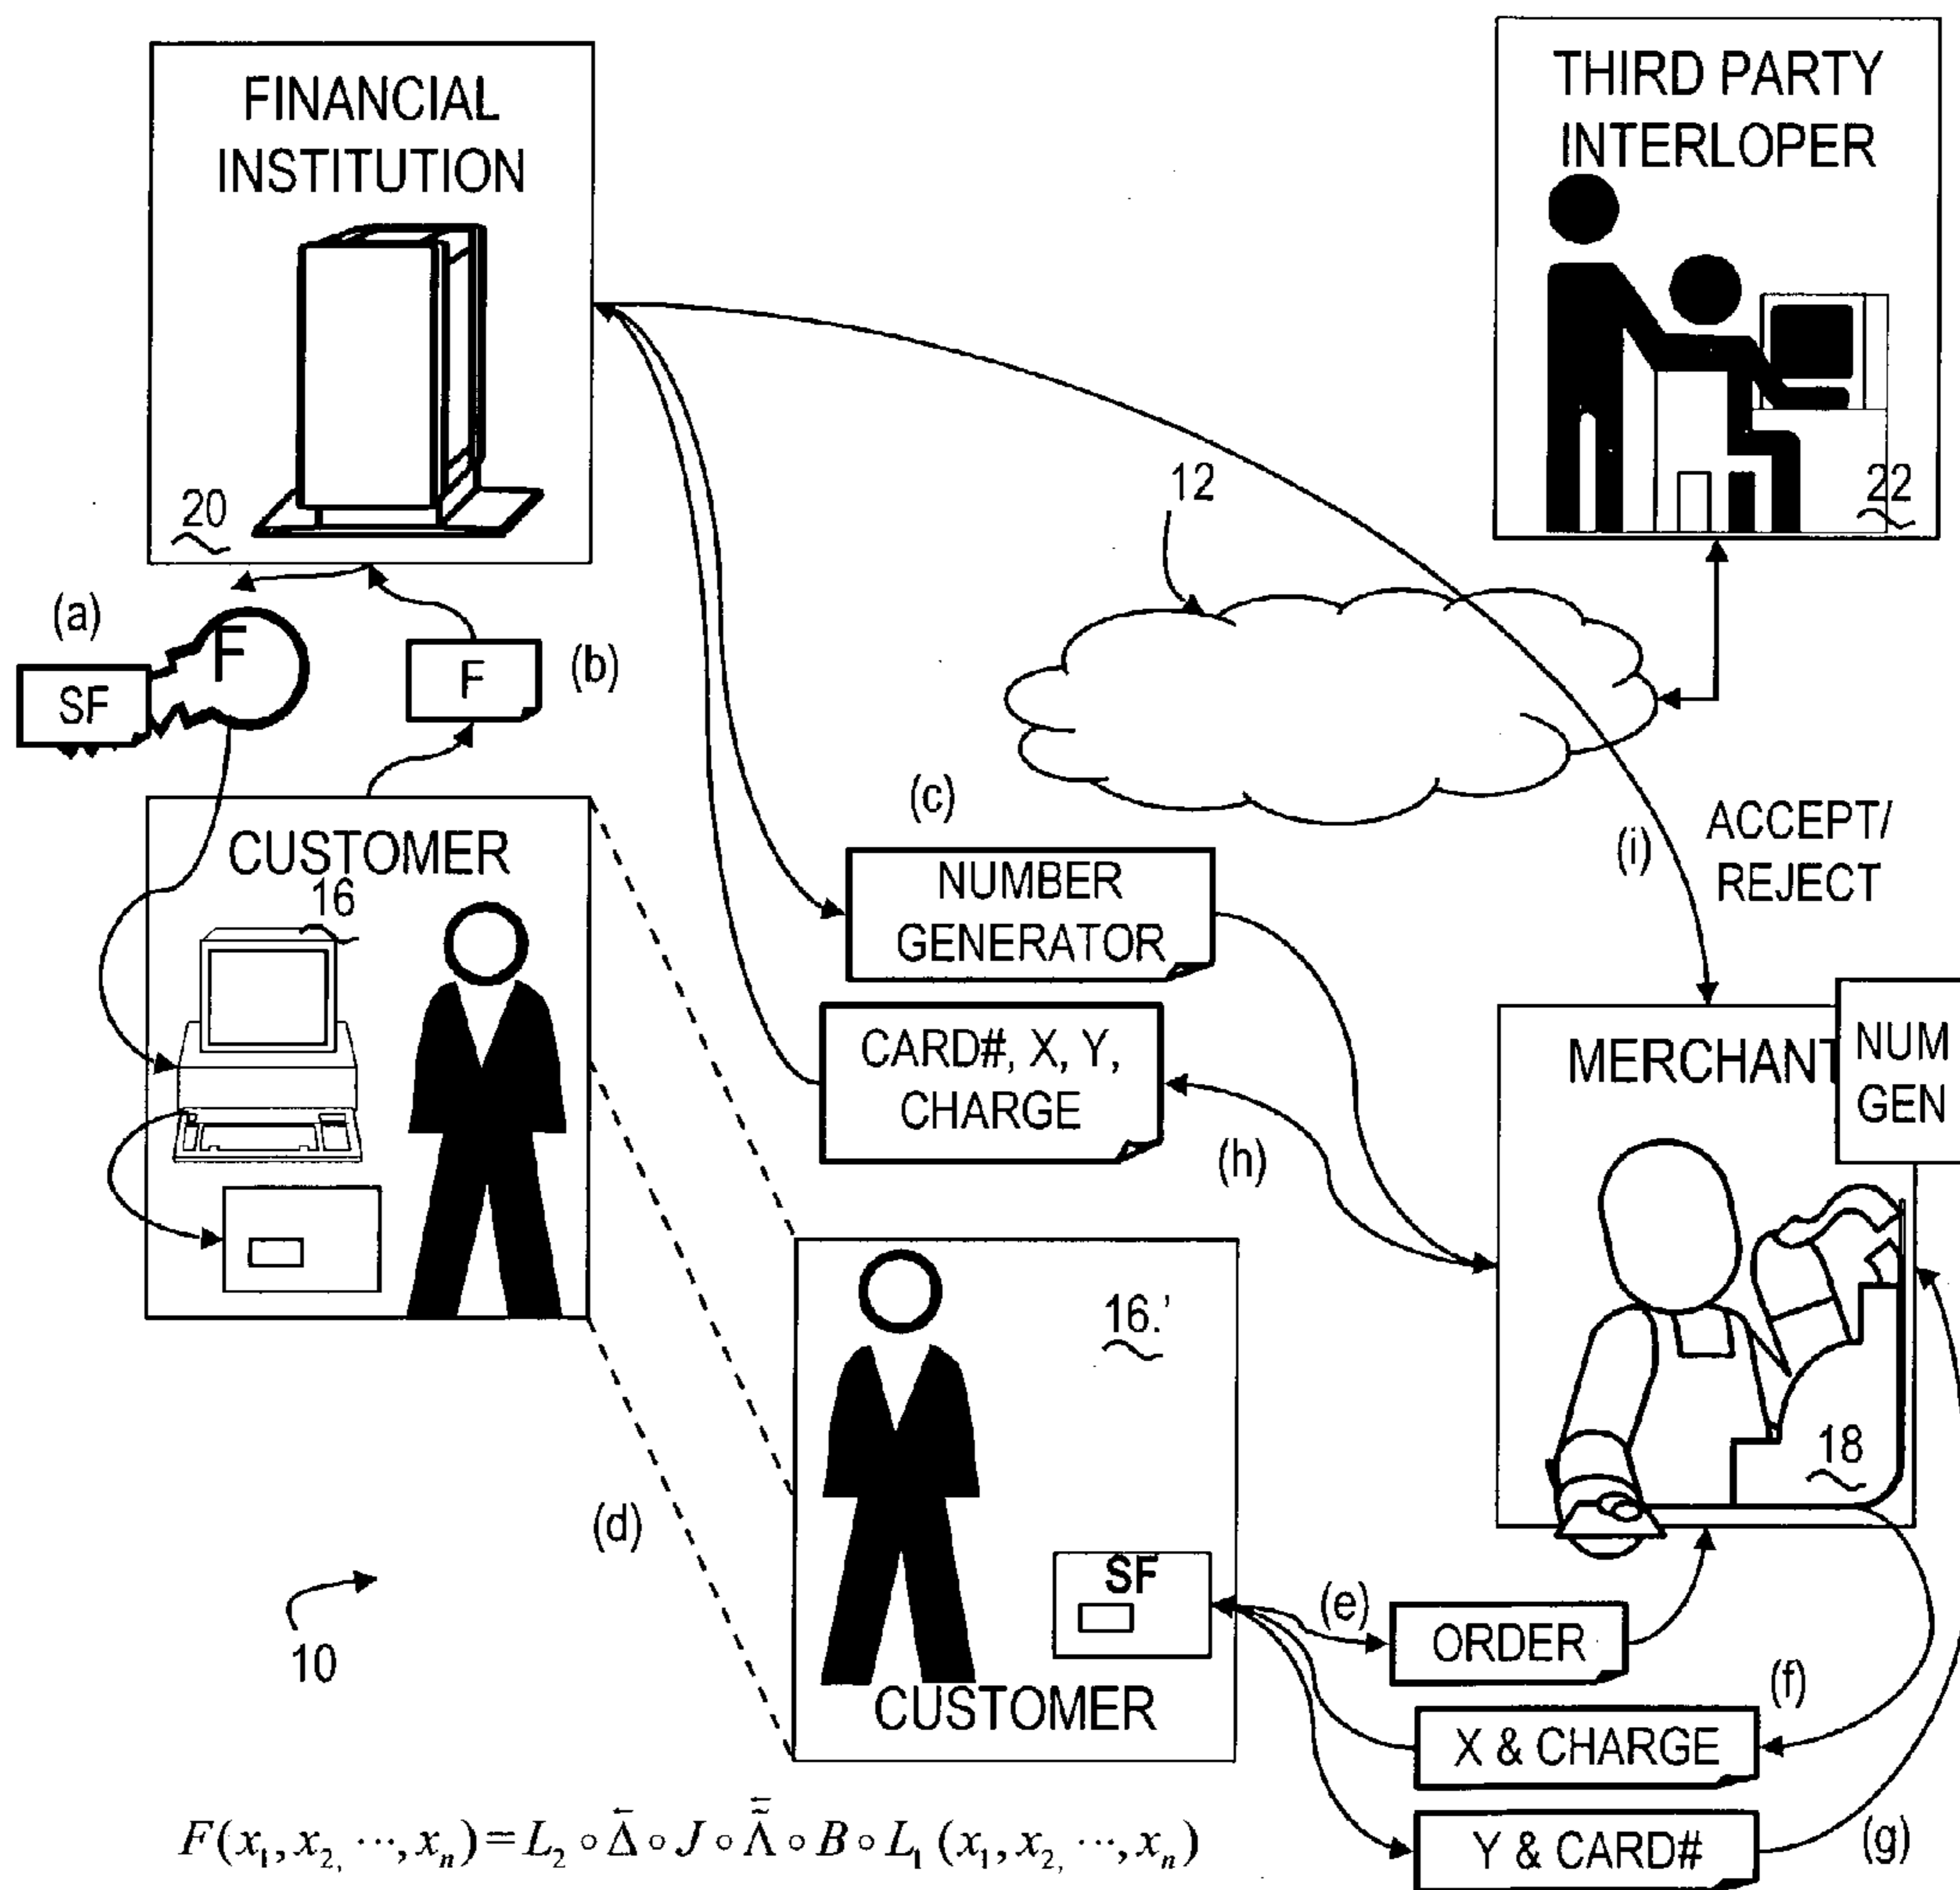 FINANCIAL
INSTITUTION
20
THIRD PARTY
INTERLOPER
22
12
(a)
SF
F
F
(b)
(c)
NUMBER
GENERATOR
(i)
ACCEPT/
REJECT
CUSTOMER
16
CARD#, X, Y,
CHARGE
(h)
MERCHANT
NUM
GEN
18
16.'
(d)
SF
CUSTOMER
10
(e)
ORDER
(f)
X & CHARGE
Y & CARD#
(g)
F(x₁, x₂, ···, xₙ) = L₂ ∘ Δ̄̄ ∘ J ∘ Λ̃̄̄ ∘ B ∘ L₁ (x₁, x₂, ···, xₙ)